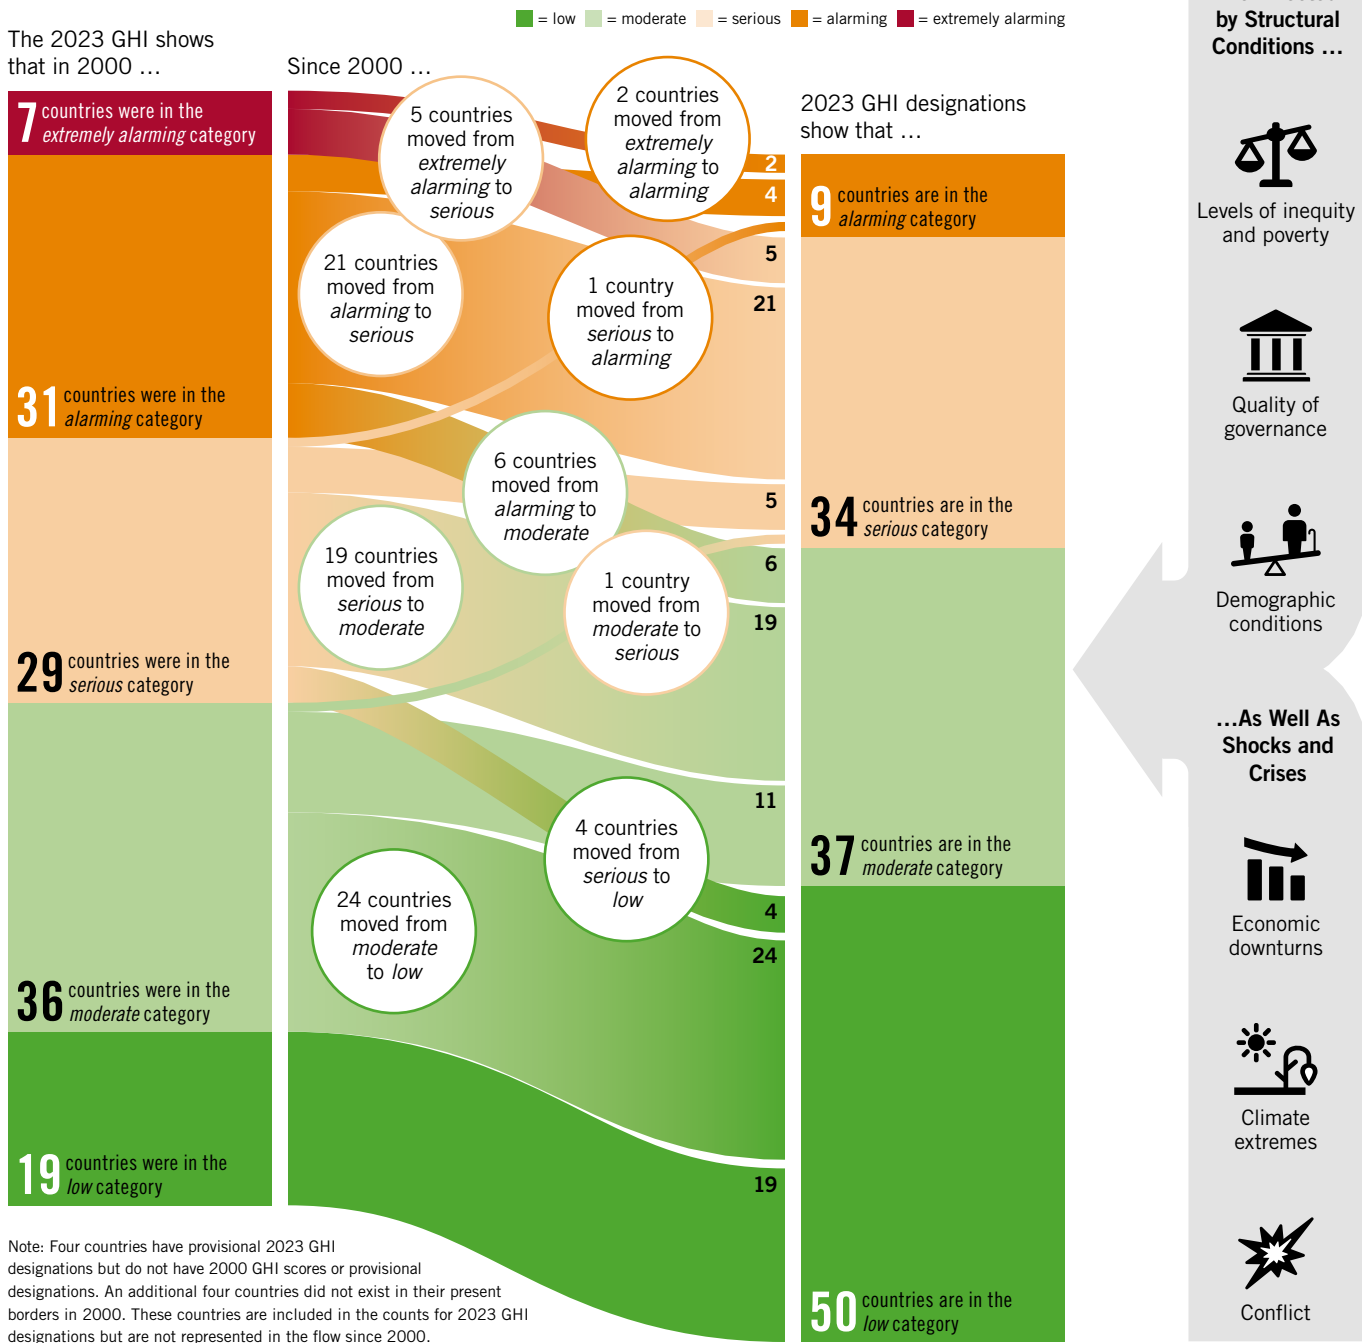 = low = moderate = serious = alarming = extremely alarming
The 2023 GHI shows
that in 2000 …
7 countries were in the
extremely alarming category
31 countries were in the
alarming category
29 countries were in the
serious category
36 countries were in the
moderate category
19 countries were in the
low category
Since 2000 …
5 countries
moved from
extremely
alarming to
serious
2 countries
moved from
extremely
alarming to
alarming
21 countries
moved from
alarming to
serious
1 country
moved from
serious to
alarming
6 countries
moved from
alarming to
moderate
19 countries
moved from
serious to
moderate
1 country
moved from
moderate to
serious
4 countries
moved from
serious to
low
24 countries
moved from
moderate
to low
2
4
5
21
5
6
19
11
4
24
19
2023 GHI designations
show that …
9 countries are in the
alarming category
34 countries are in the
serious category
37 countries are in the
moderate category
50 countries are in the
low category
by Structural
Conditions …
Levels of inequity
and poverty
Quality of
governance
Demographic
conditions
…As Well As
Shocks and
Crises
Economic
downturns
Climate
extremes
Conflict
Note: Four countries have provisional 2023 GHI
designations but do not have 2000 GHI scores or provisional
designations. An additional four countries did not exist in their present
borders in 2000. These countries are included in the counts for 2023 GHI
designations but are not represented in the flow since 2000.